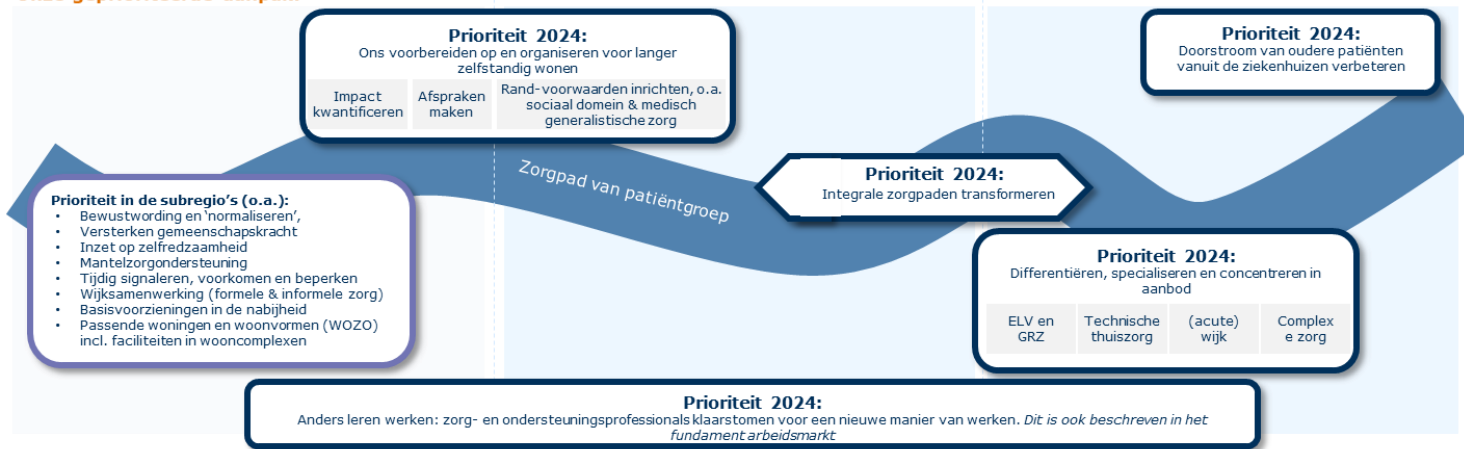 Prioriteit 2024:
Ons voorbereiden op en organiseren voor langer
zelfstandig wonen
Impact
kwantificeren
Afspraken
maken
Rand-voorwaarden inrichten, o.a.
sociaal domein & medisch
generalistische zorg
Prioriteit 2024:
Doorstroom van oudere patiënten
vanuit de ziekenhuizen verbeteren
Zorgpad van patiëntgroep
Prioriteit 2024:
Integrale zorgpaden transformeren
Prioriteit in de subregio's (o.a.):
• Bewustwording en 'normaliseren',
• Versterken gemeenschapskracht
• Inzet op zelfredzaamheid
• Mantelzorgondersteuning
• Tijdig signaleren, voorkomen en beperken
• Wijksamenwerking (formele & informele zorg)
• Basisvoorzieningen in de nabijheid
• Passende woningen en woonvormen (WOZO)
incl. faciliteiten in wooncomplexen
Prioriteit 2024:
Differentiëren, specialiseren en concentreren in
aanbod
ELV en
GRZ
Technische
thuiszorg
(acute)
wijk
Complex
e zorg
Prioriteit 2024:
Anders leren werken: zorg- en ondersteuningsprofessionals klaarstomen voor een nieuwe manier van werken. Dit is ook beschreven in het
fundament arbeidsmarkt